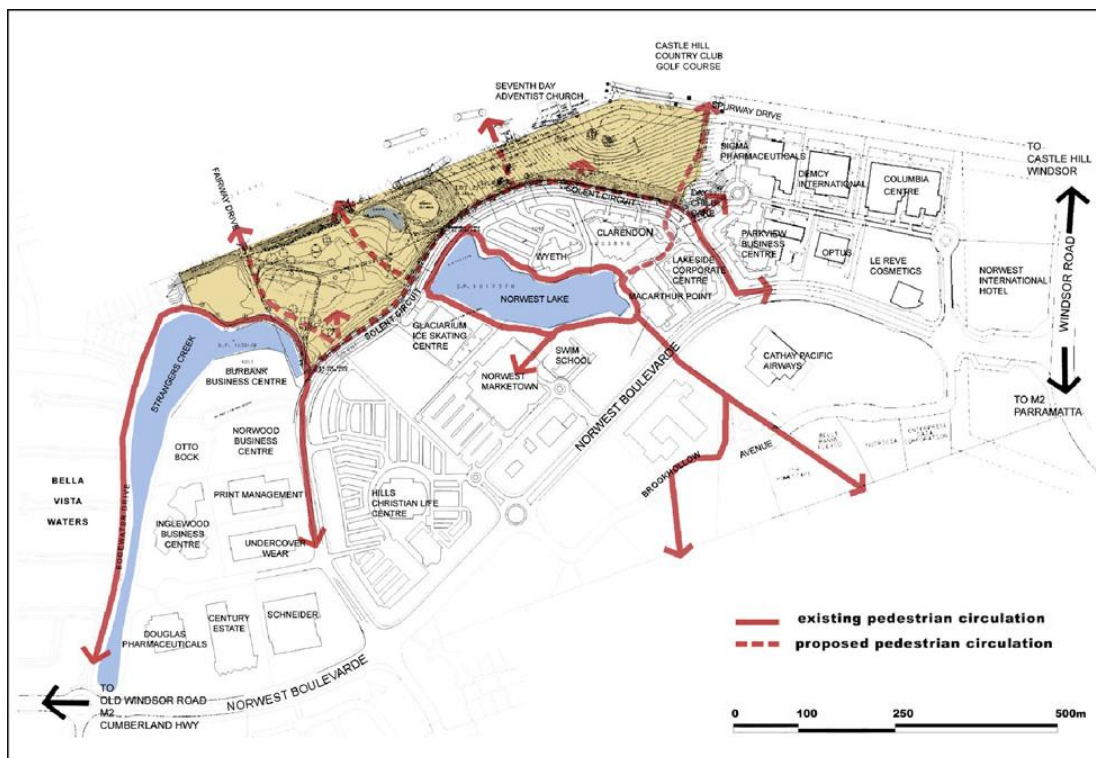 CASTLE HILL
COUNTRY CLUB
GOLF COURSE
SEVENTH DAY
ADVENTIST CHURCH
SPURWAY DRIVE
TO
CASTLE HILL
WINDSOR
SIGMA
PHARMACEUTICALS
DEMCY
INTERNATIONAL
COLUMBIA
CENTRE
FAIRWAY DRIVE
SOLENT CIRCUIT
DAY
CHILD
CARE
CLARENDON
PARKVIEW
BUSINESS
CENTRE
OPTUS
LE REVE
COSMETICS
WYETH
LAKESIDE
CORPORATE
CENTRE
NORWEST
INTERNATIONAL
HOTEL
WINDSOR ROAD
NORWEST LAKE
MACARTHUR POINT
SOLENT CIRCUIT
GLACIARIUM
ICE SKATING
CENTRE
STRANGERS CREEK
BURBANK
BUSINESS CENTRE
SWIM
SCHOOL
NORWEST
MARKETOWN
NORWEST BOULEVARDE
CATHAY PACIFIC
AIRWAYS
TO M2
PARRAMATTA
NORWOOD
BUSINESS
CENTRE
OTTO
BOCK
BROOKHOLLOW
AVENUE
BELLA
VISTA
WATERS
EDGEWATER DRIVE
PRINT MANAGEMENT
HILLS
CHRISTIAN LIFE
CENTRE
INGLEWOOD
BUSINESS
CENTRE
UNDERCOVER
WEAR
DOUGLAS
PHARMACEUTICALS
CENTURY
ESTATE
SCHNEIDER
existing pedestrian circulation
proposed pedestrian circulation
TO
OLD WINDSOR ROAD
M2
CUMBERLAND HWY
NORWEST BOULEVARDE
0 100 250 500m